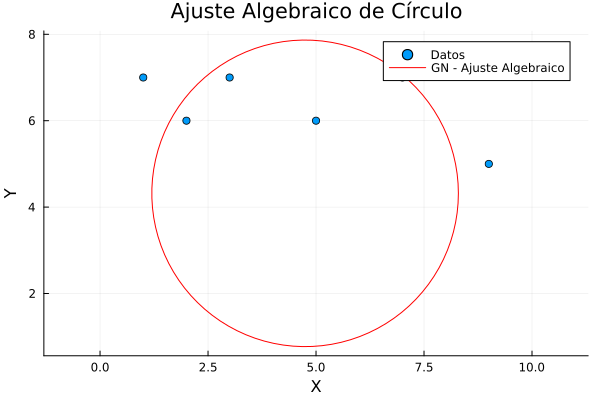 Ajuste Algebraico de Círculo
Datos
GN - Ajuste Algebraico
8
6
4
2
Y
0.0 2.5 5.0 7.5 10.0
X